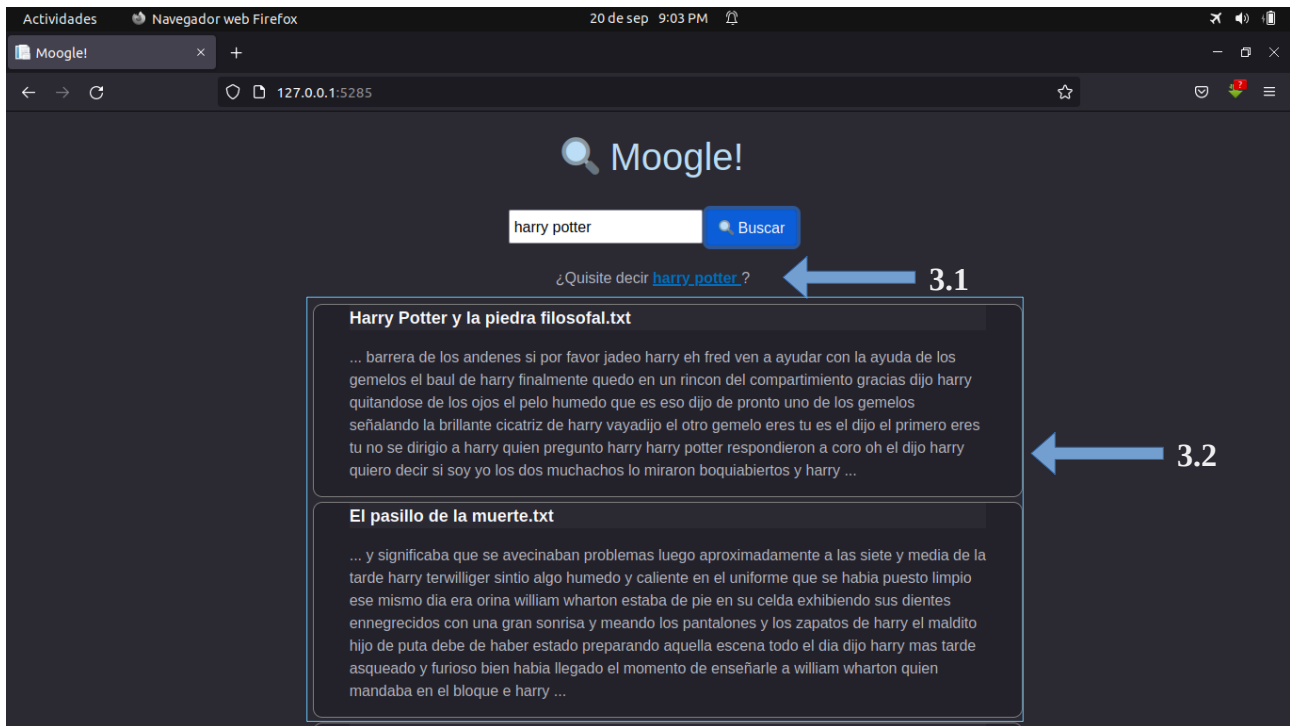 Actividades Navegador web Firefox 20 de sep 9:03 PM
Moogle!
127.0.0.1:5285
Moogle!
harry potter Buscar
¿Quisite decir harry potter ? 3.1
Harry Potter y la piedra filosofal.txt
... barrera de los andenes si por favor jadeo harry eh fred ven a ayudar con la ayuda de los
gemelos el baul de harry finalmente quedo en un rincon del compartimiento gracias dijo harry
quitandose de los ojos el pelo humedo que es eso dijo de pronto uno de los gemelos
señalando la brillante cicatriz de harry vayadijo el otro gemelo eres tu es el dijo el primero eres
tu no se dirigio a harry quien pregunto harry harry potter respondieron a coro oh el dijo harry
quiero decir si soy yo los dos muchachos lo miraron boquiabiertos y harry ...
3.2
El pasillo de la muerte.txt
... y significaba que se avecinaban problemas luego aproximadamente a las siete y media de la
tarde harry terwilliger sintio algo humedo y caliente en el uniforme que se habia puesto limpio
ese mismo dia era orina william wharton estaba de pie en su celda exhibiendo sus dientes
ennegrecidos con una gran sonrisa y meando los pantalones y los zapatos de harry el maldito
hijo de puta debe de haber estado preparando aquella escena todo el dia dijo harry mas tarde
asqueado y furioso bien habia llegado el momento de enseñarle a william wharton quien
mandaba en el bloque e harry ...